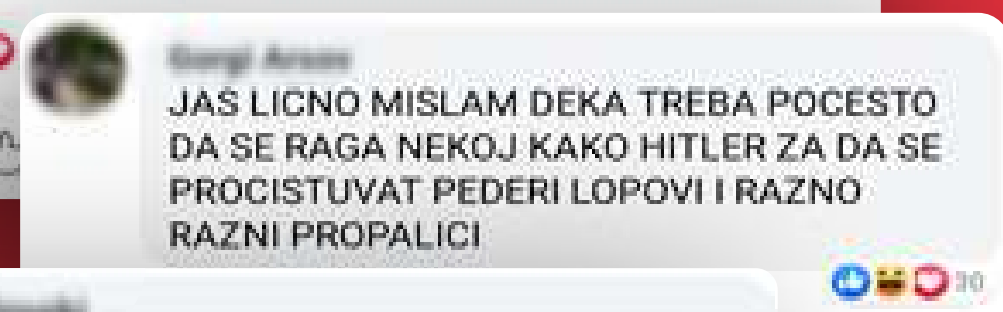 JAS LICNO MISLAM DEKA TREBA POCESTO
DA SE RAGA NEKOJ KAKO HITLER ZA DA SE
PROCISTUVAT PEDERI LOPOVI I RAZNO
RAZNI PROPALICI